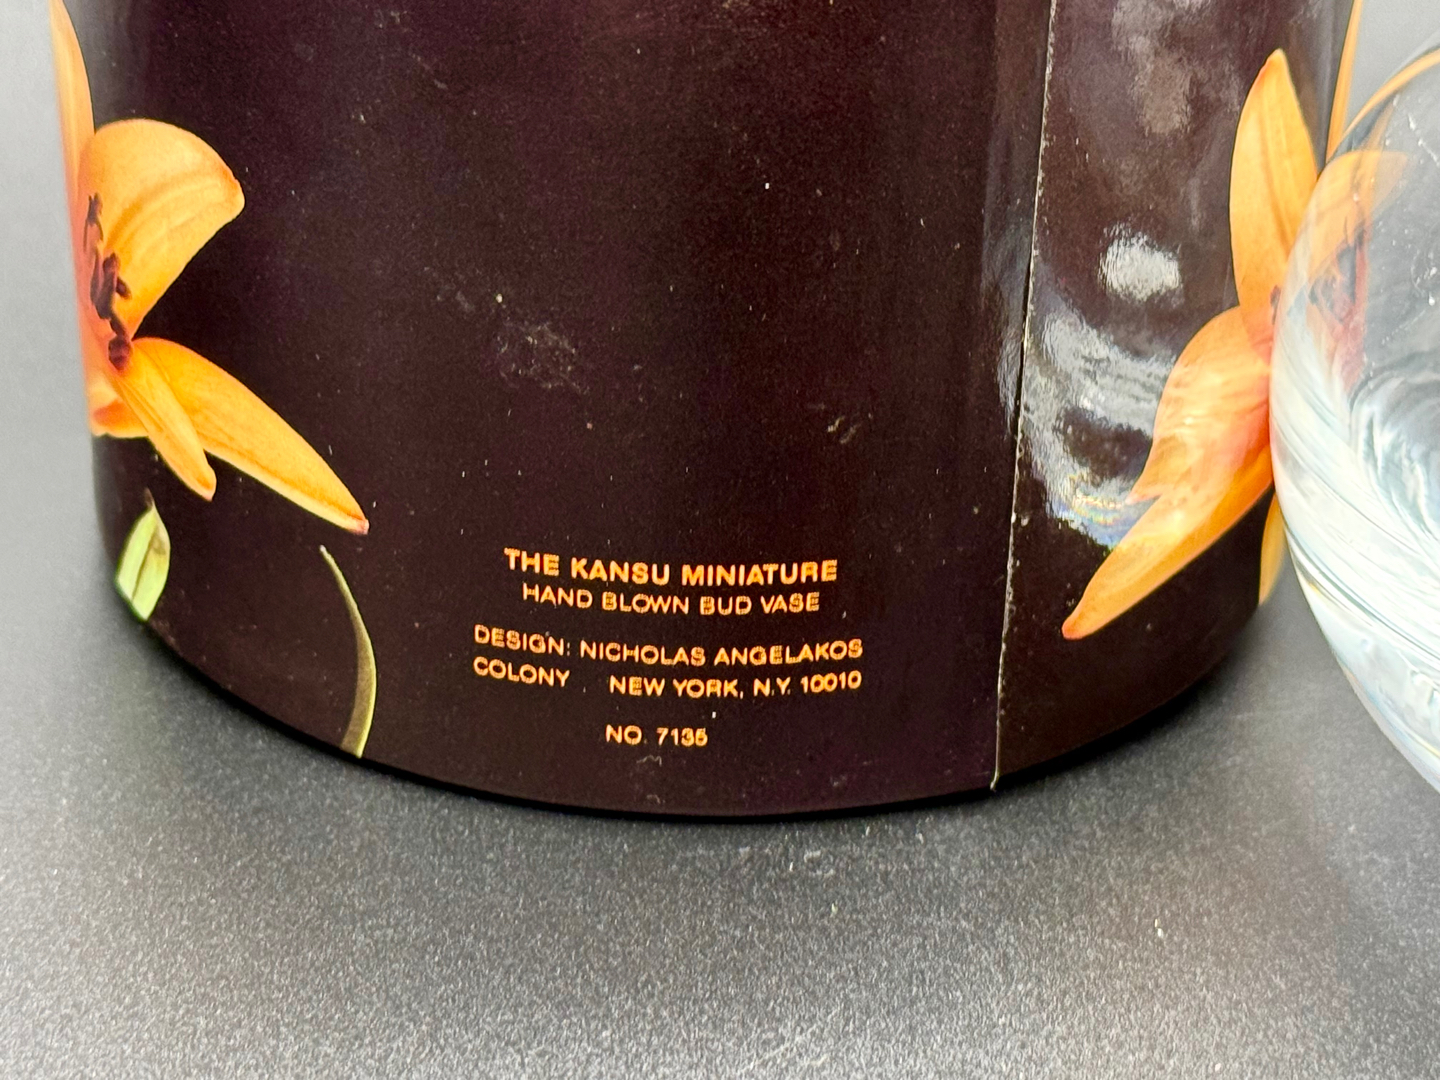 THE KANSU MINIATURE
HAND BLOWN BUD VASE
DESIGN: NICHOLAS ANGELAKOS
COLONY NEW YORK, N.Y. 10010
NO. 7135